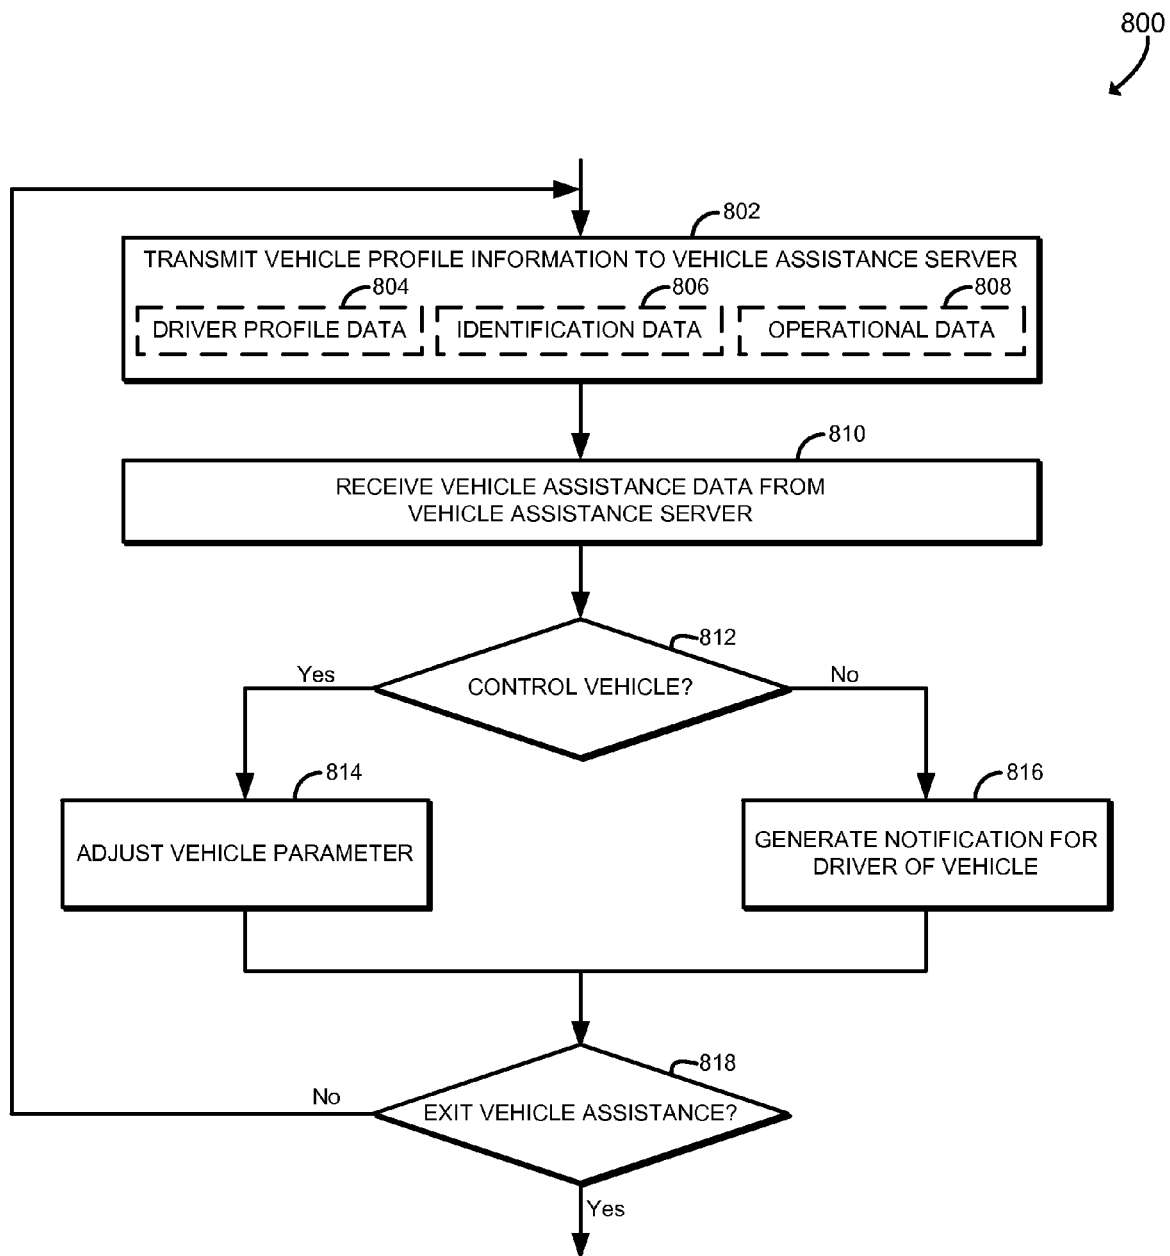 800
802
TRANSMIT VEHICLE PROFILE INFORMATION TO VEHICLE ASSISTANCE SERVER
804
806
808
DRIVER PROFILE DATA
IDENTIFICATION DATA
OPERATIONAL DATA
810
RECEIVE VEHICLE ASSISTANCE DATA FROM
VEHICLE ASSISTANCE SERVER
812
Yes
CONTROL VEHICLE?
No
814
816
ADJUST VEHICLE PARAMETER
GENERATE NOTIFICATION FOR
DRIVER OF VEHICLE
818
No
EXIT VEHICLE ASSISTANCE?
Yes